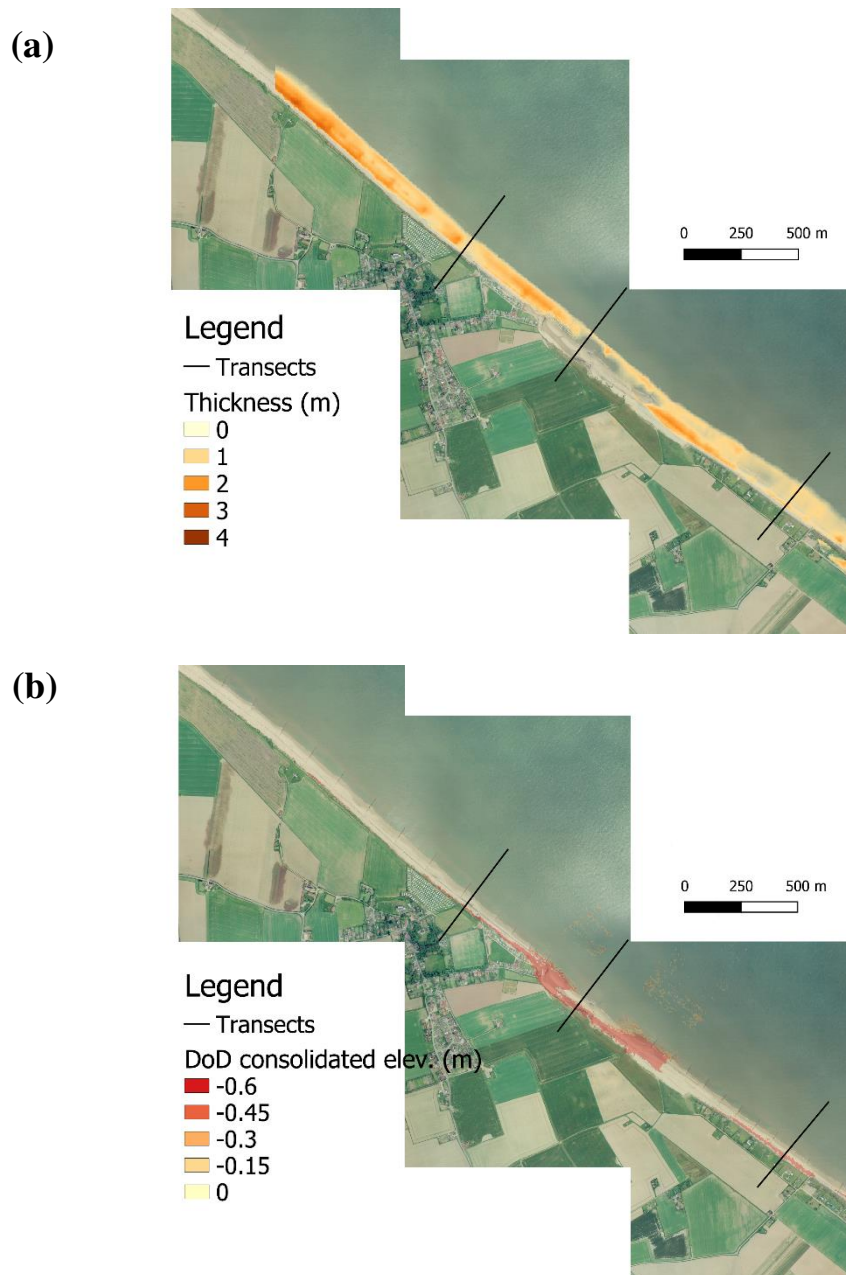 (a)
0 250 500 m
Legend
Transects
Thickness (m)
0
1
2
3
4
(b)
0 250 500 m
Legend
Transects
DoD consolidated elev. (m)
-0.6
-0.45
-0.3
-0.15
0